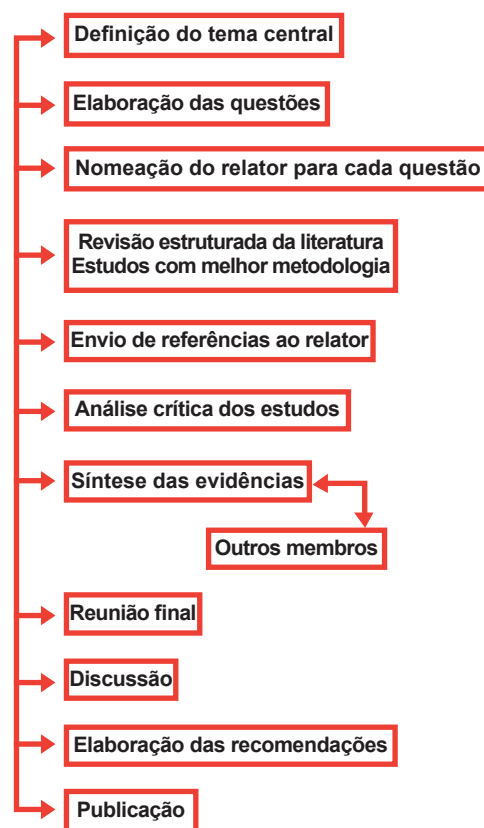 Definição do tema central
Elaboração das questões
Nomeação do relator para cada questão
Revisão estruturada da literatura
Estudos com melhor metodologia
Envio de referências ao relator
Análise crítica dos estudos
Síntese das evidências
Outros membros
Reunião final
Discussão
Elaboração das recomendações
Publicação